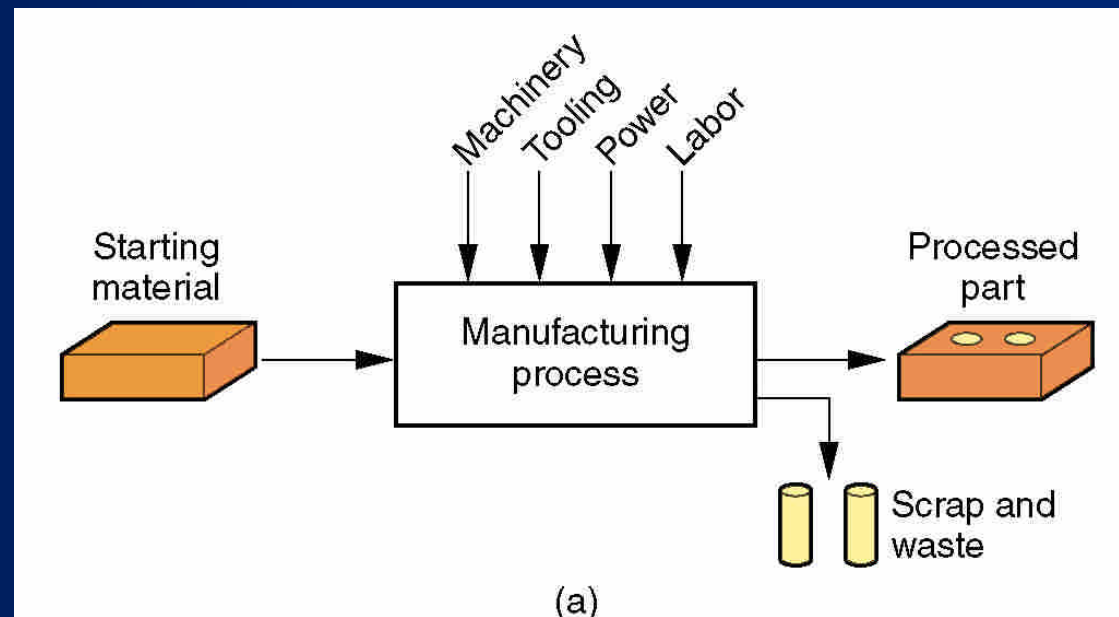 Machinery
Tooling
Power
Labor
Starting
material
Manufacturing
process
Processed
part
Scrap and
waste
(a)